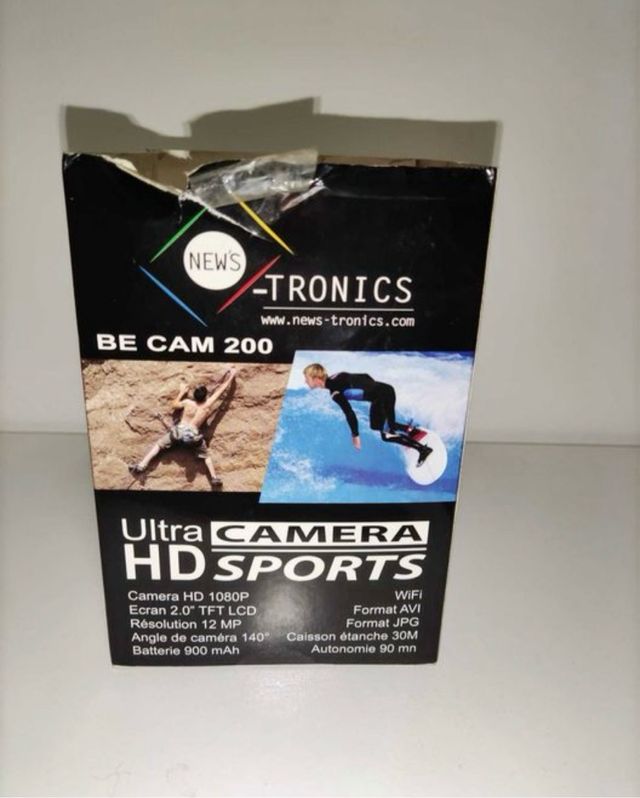 NEW'S
-TRONICS
www.news-tronics.com
BE CAM 200
Ultra CAMERA
HD SPORTS
Camera HD 1080P
Ecran 2.0" TFT LCD
Résolution 12 MP
Angle de caméra 140°
Batterie 900 mAh
WiFi
Format AVI
Format JPG
Caisson étanche 30M
Autonomie 90 mn